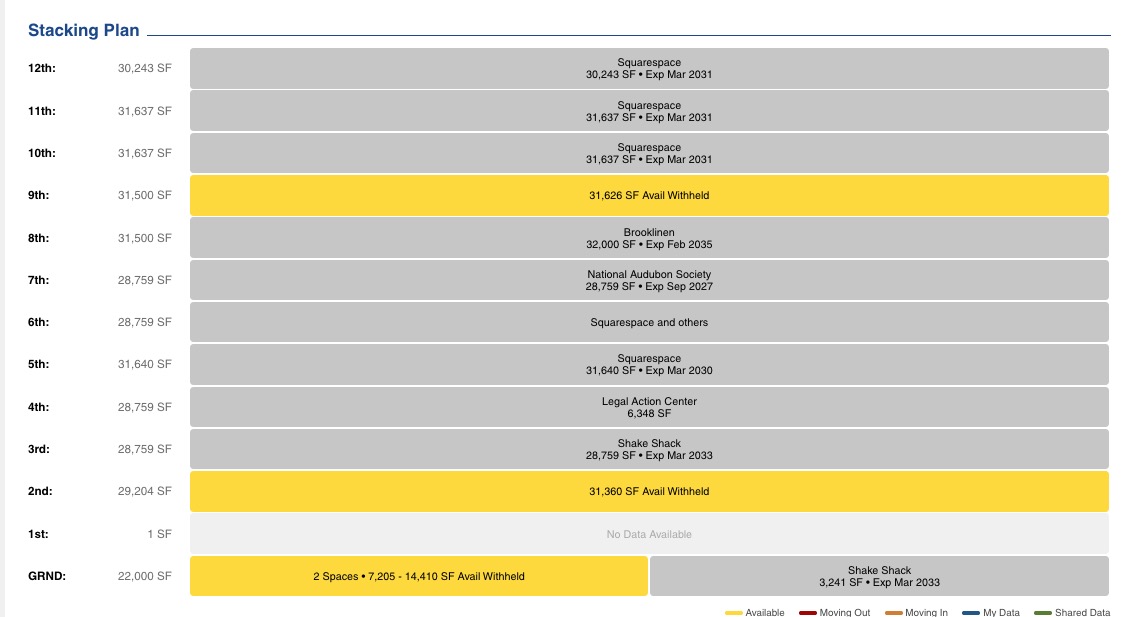 Stacking Plan
12th: 30,243 SF Squarespace
30,243 SF • Exp Mar 2031
11th: 31,637 SF Squarespace
31,637 SF • Exp Mar 2031
10th: 31,637 SF Squarespace
31,637 SF • Exp Mar 2031
9th: 31,500 SF 31,626 SF Avail Withheld
8th: 31,500 SF Brooklinen
32,000 SF • Exp Feb 2035
7th: 28,759 SF National Audubon Society
28,759 SF • Exp Sep 2027
6th: 28,759 SF Squarespace and others
5th: 31,640 SF Squarespace
31,640 SF • Exp Mar 2030
4th: 28,759 SF Legal Action Center
6,348 SF
3rd: 28,759 SF Shake Shack
28,759 SF • Exp Mar 2033
2nd: 29,204 SF 31,360 SF Avail Withheld
1st: 1 SF No Data Available
GRND: 22,000 SF 2 Spaces • 7,205 - 14,410 SF Avail Withheld Shake Shack
3,241 SF • Exp Mar 2033
Available Moving Out Moving In My Data Shared Data